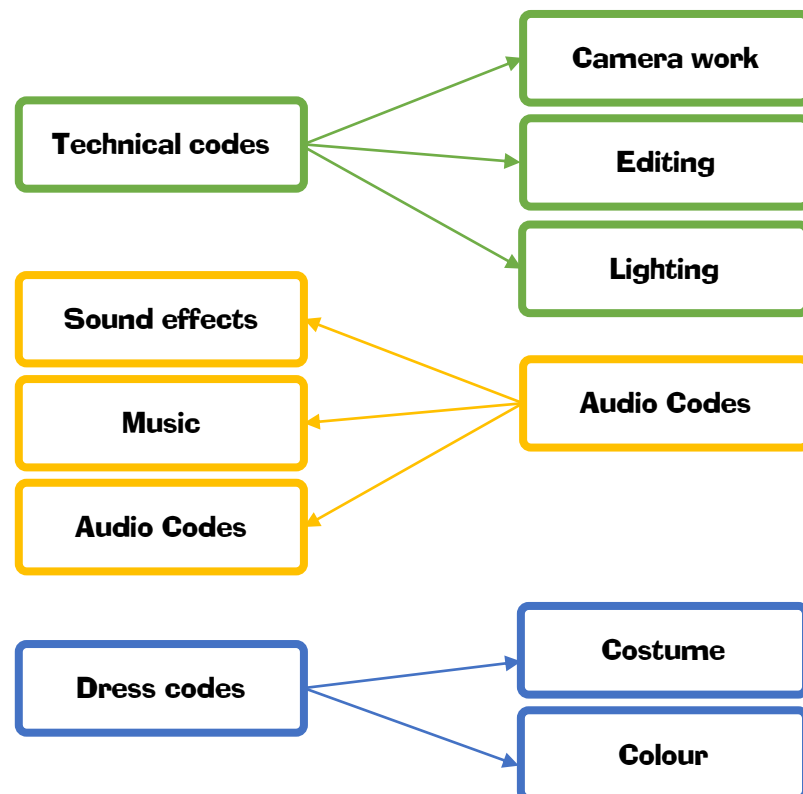 Technical codes
Camera work
Editing
Lighting
Sound effects
Music
Audio Codes
Audio Codes
Dress codes
Costume
Colour